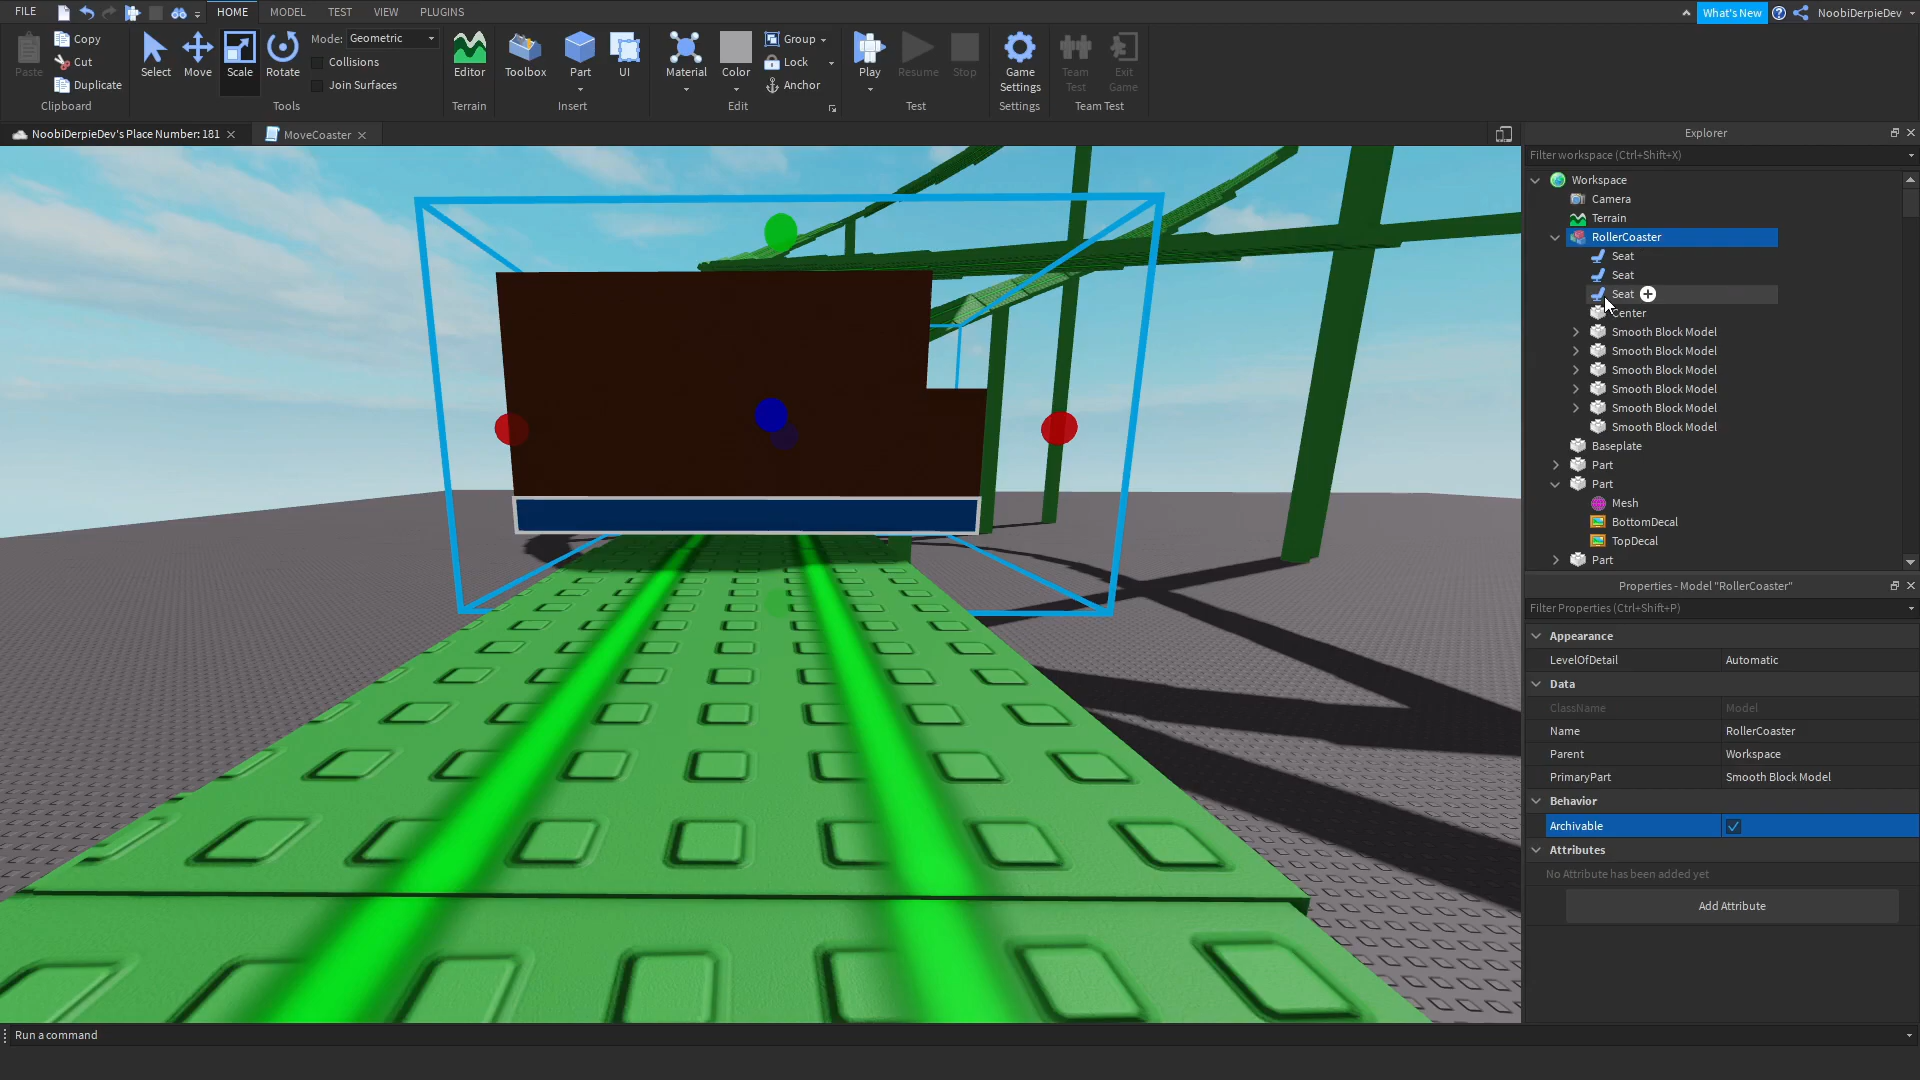 FILE HOME MODEL TEST VIEW PLUGINS What's New NoobiDerpieDev
Paste Copy Cut Duplicate Clipboard
Select Move Scale Rotate Mode: Geometric Collisions Join Surfaces Tools
Editor Terrain
Toolbox Part UI Insert
Material Color Group Lock Anchor Edit
Play Resume Stop Test
Game Settings Settings
Team Test Exit Game Team Test
NoobiDerpieDev's Place Number: 181 MoveCoaster
Explorer
Filter workspace (Ctrl+Shift+X)
Workspace
Camera
Terrain
RollerCoaster
Seat
Seat
Seat
Center
Smooth Block Model
Smooth Block Model
Smooth Block Model
Smooth Block Model
Smooth Block Model
Smooth Block Model
Baseplate
Part
Part
Mesh
BottomDecal
TopDecal
Part
Properties - Model "RollerCoaster"
Filter Properties (Ctrl+Shift+P)
Appearance
LevelOfDetail Automatic
Data
ClassName Model
Name RollerCoaster
Parent Workspace
PrimaryPart Smooth Block Model
Behavior
Archivable
Attributes
No Attribute has been added yet
Add Attribute
Run a command